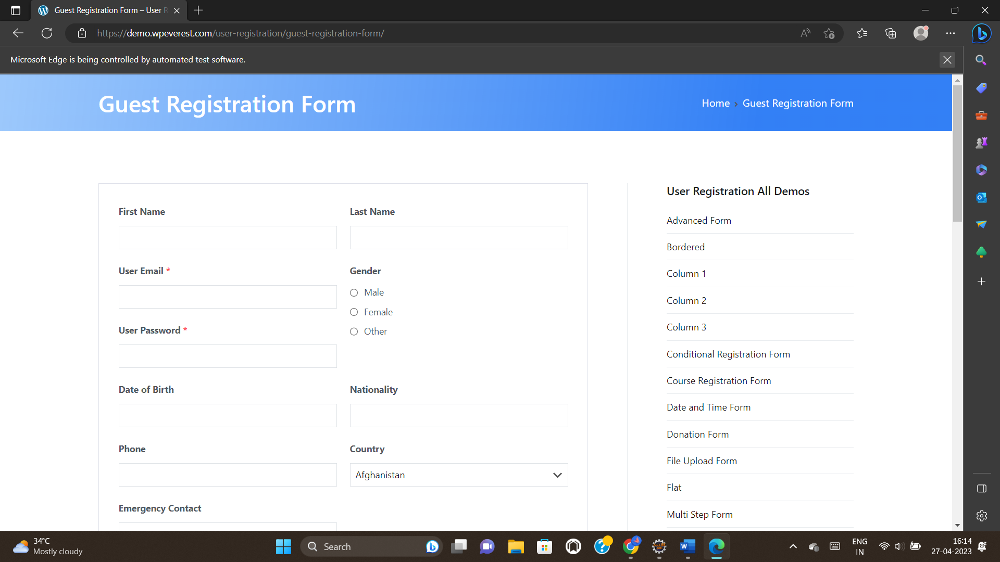 Guest Registration Form – User R
https://demo.wpeverest.com/user-registration/guest-registration-form/
Microsoft Edge is being controlled by automated test software.
Guest Registration Form
Home › Guest Registration Form
First Name
Last Name
User Email *
Gender
Male
Female
Other
User Password *
Date of Birth
Nationality
Phone
Country
Afghanistan
Emergency Contact
User Registration All Demos
Advanced Form
Bordered
Column 1
Column 2
Column 3
Conditional Registration Form
Course Registration Form
Date and Time Form
Donation Form
File Upload Form
Flat
Multi Step Form
34°C
Mostly cloudy
Search
ENG
IN
16:14
27-04-2023